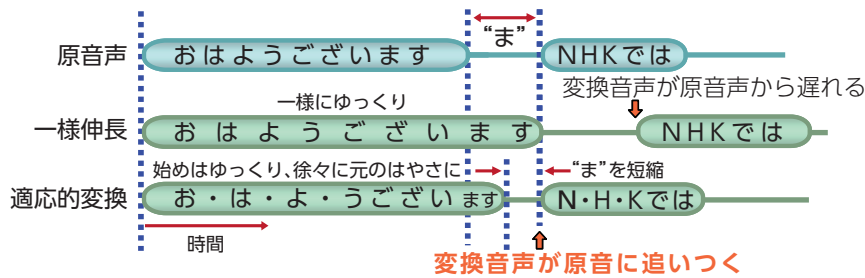 “ま”
原音声
おはようございます
NHKでは
変換音声が原音声から遅れる
一様にゆっくり
一様伸長
おはようございます
NHKでは
始めはゆっくり、徐々に元のはやさに
“ま”を短縮
適応的変換
お・は・よ・うございます
N・H・Kでは
時間
変換音声が原音に追いつく